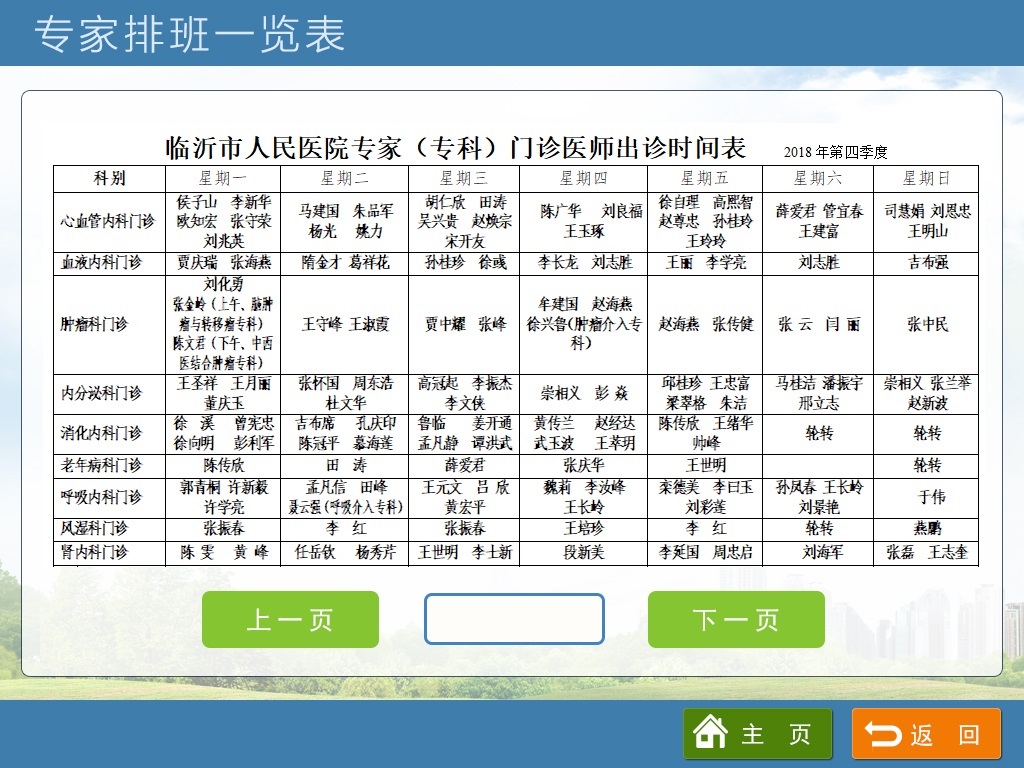 专家排班一览表
临沂市人民医院专家（专科）门诊医师出诊时间表 2018年第四季度
科别 星期一 星期二 星期三 星期四 星期五 星期六 星期日
心血管内科门诊
侯子山 李新华
欧知宏 张守荣
刘兆英
马建国 朱品军
杨光 姚力
胡仁欣 田涛
吴兴贵 赵焕宗
宋开友
陈广华 刘良福
王玉琢
徐自理 高熙智
赵尊忠 孙桂玲
王玲玲
薛爱君 管宜春
王建富
司慧娟 刘恩忠
王明山
血液内科门诊 贾庆瑞 张海燕 隋金才 葛祥花 孙桂珍 徐彧 李长龙 刘志胜 王丽 李学亮 刘志胜 吉布强
肿瘤科门诊
刘化勇
张金岭（上午、脑肿
瘤与转移瘤专科）
陈文君（下午、中西
医结合肿瘤专科）
王守峰 王淑霞
贾中耀 张峰
牟建国 赵海燕
徐兴鲁(肿瘤介入专
科）
赵海燕 张传健
张 云 闫 丽
张中民
内分泌科门诊
王圣祥 王月丽
董庆玉
张怀国 周东浩
杜文华
高冠起 李振杰
李文侠
崇相义 彭 焱
邱桂珍 王忠富
梁翠格 朱洁
马桂洁 潘振宇
邢立志
崇相义 张兰举
赵新波
消化内科门诊
徐 溪 曾宪忠
徐向明 彭利军
吉布席 孔庆印
陈冠平 慕海莲
鲁临 姜开通
孟凡静 谭洪武
黄传兰 赵经达
武玉波 王萃玥
陈传欣 王绪华
帅峰
轮转
轮转
老年病科门诊 陈传欣 田 涛 薛爱君 张庆华 王世明 轮转
呼吸内科门诊
郭青桐 许新毅
许学亮
孟凡信 田峰
聂云强(呼吸介入专科)
王元文 吕 欣
黄宏平
魏莉 李汝峰
王长岭
栾德美 李曰玉
刘彩莲
孙凤春 王长岭
刘景艳
于伟
风湿科门诊 张振春 李 红 张振春 王培珍 李 红 轮转 燕鹏
肾内科门诊 陈 雯 黄 峰 任岳钦 杨秀芹 王世明 李士新 段新美 李延国 周忠启 刘海军 张磊 王志奎
上一页 下一页
主 页 返 回